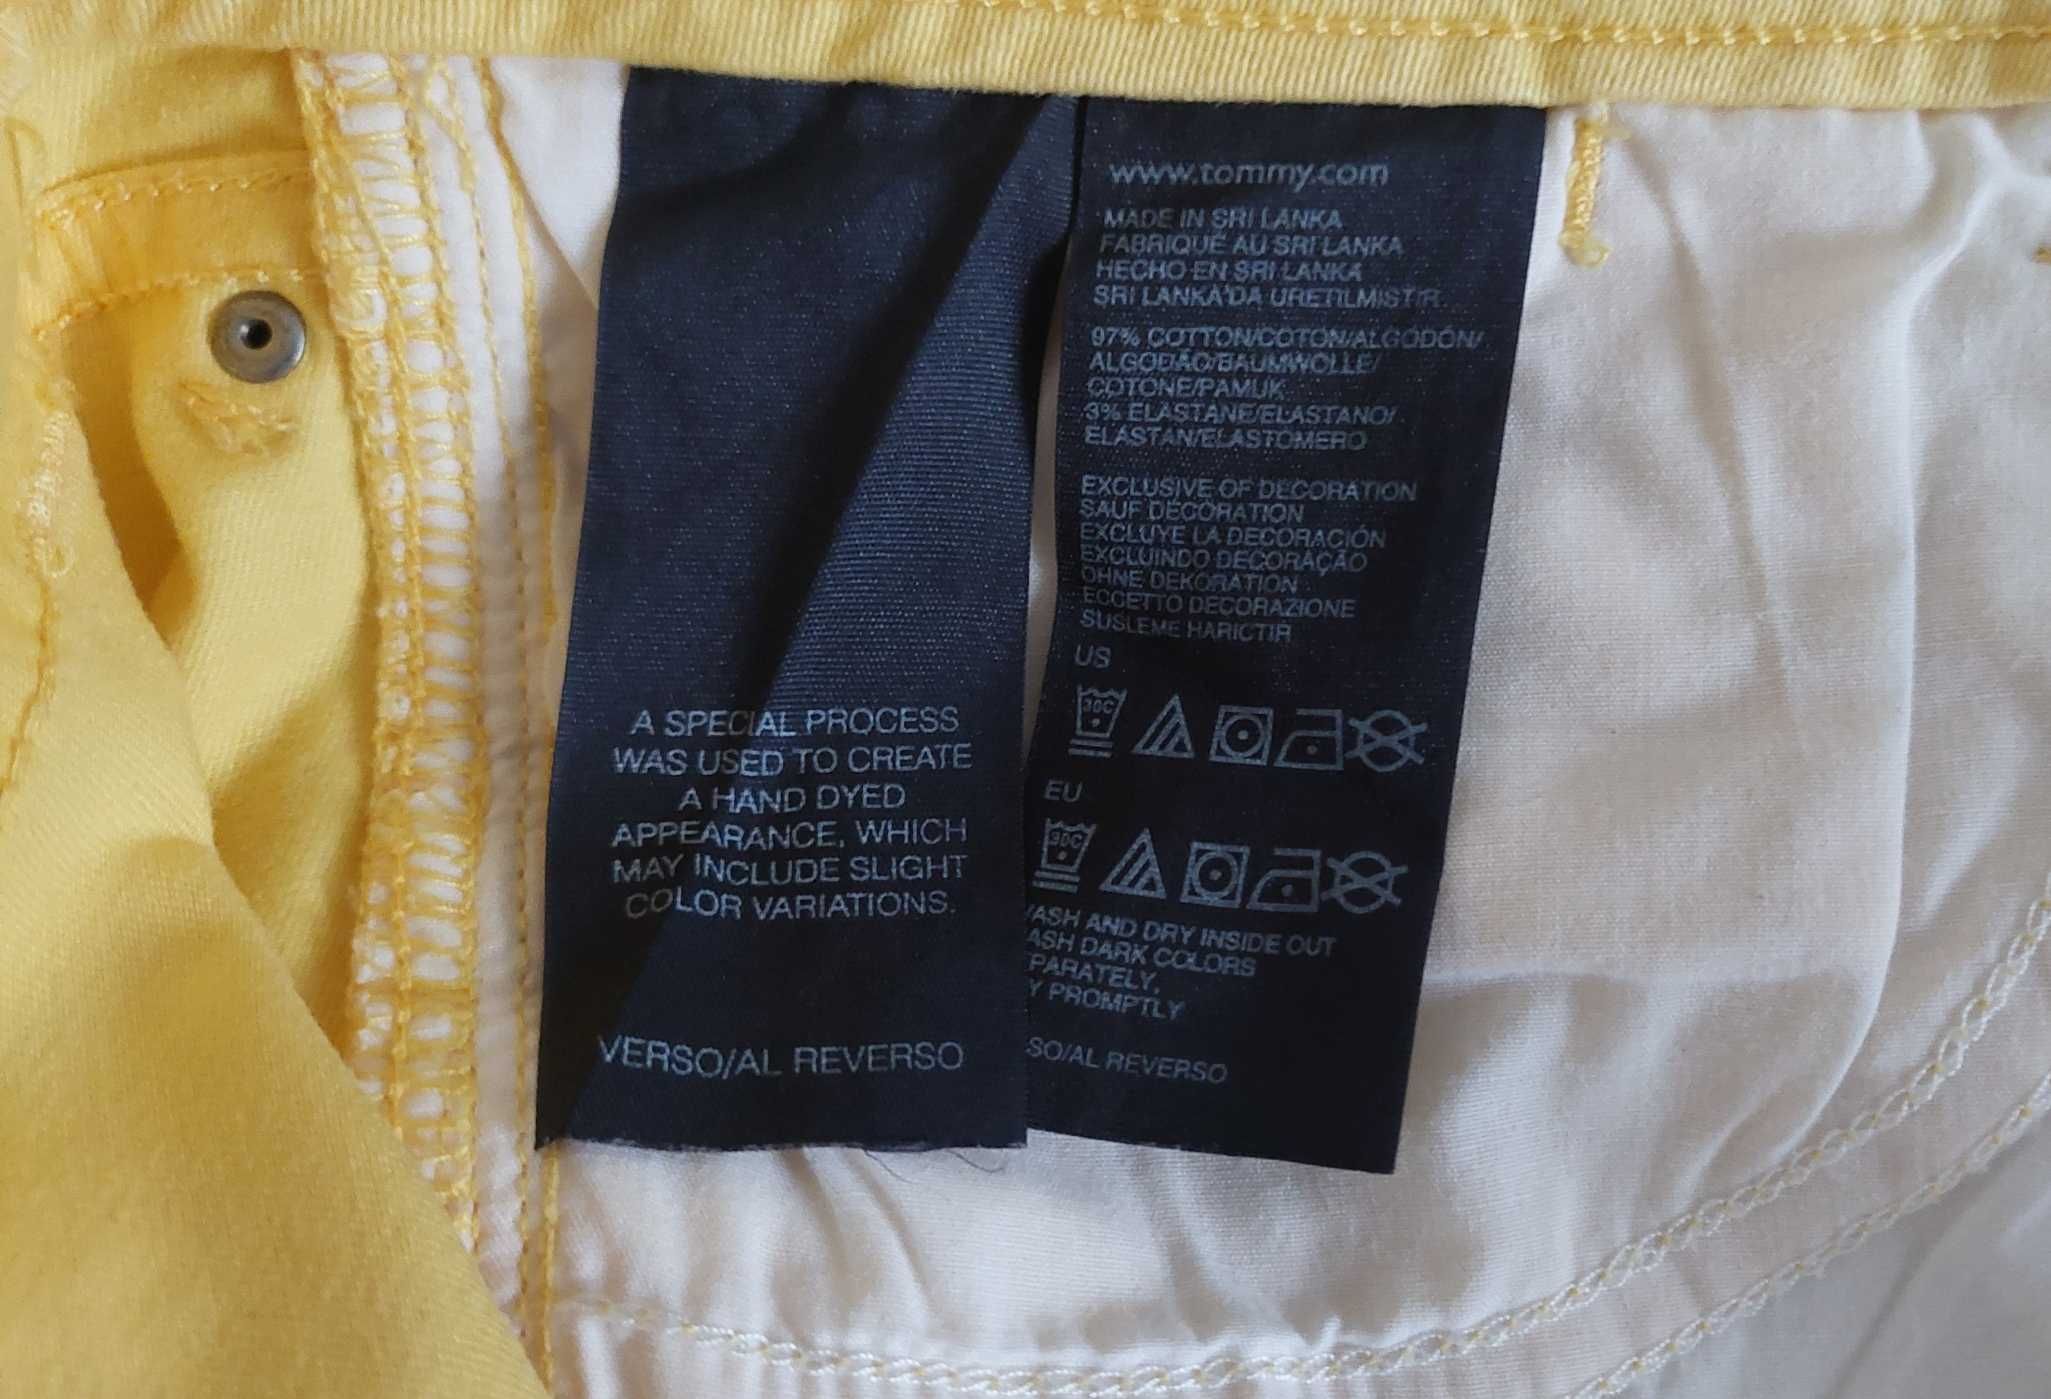 A SPECIAL PROCESS
WAS USED TO CREATE
A HAND DYED
APPEARANCE, WHICH
MAY INCLUDE SLIGHT
COLOR VARIATIONS.
VERSO/AL REVERSO
www.tommy.com
MADE IN SRI LANKA
FABRIQUÉ AU SRI LANKA
HECHO EN SRI LANKA
SRI LANKA'DA URETILMISTIR
97% COTTON/COTON/ALGODÓN/
ALGODÃO/BAUMWOLLE/
COTONE/PAMUK
3% ELASTANE/ELASTANO/
ELASTAN/ELASTOMERO
EXCLUSIVE OF DECORATION
SAUF DÉCORATION
EXCLUYE LA DECORACIÓN
EXCLUINDO DECORAÇÃO
OHNE DEKORATION
ECCETTO DECORAZIONE
SUSLEME HARICTIR
US
30C
EU
30C
ASH AND DRY INSIDE OUT
ASH DARK COLORS
PARATELY,
Y PROMPTLY
SO/AL REVERSO